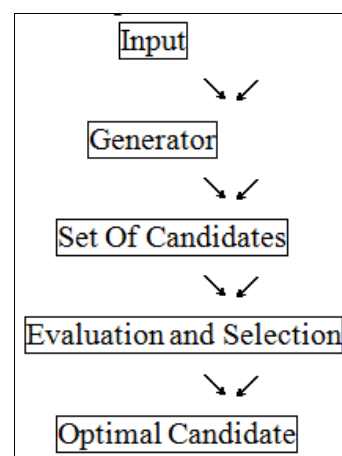 Input
Generator
Set Of Candidates
Evaluation and Selection
Optimal Candidate